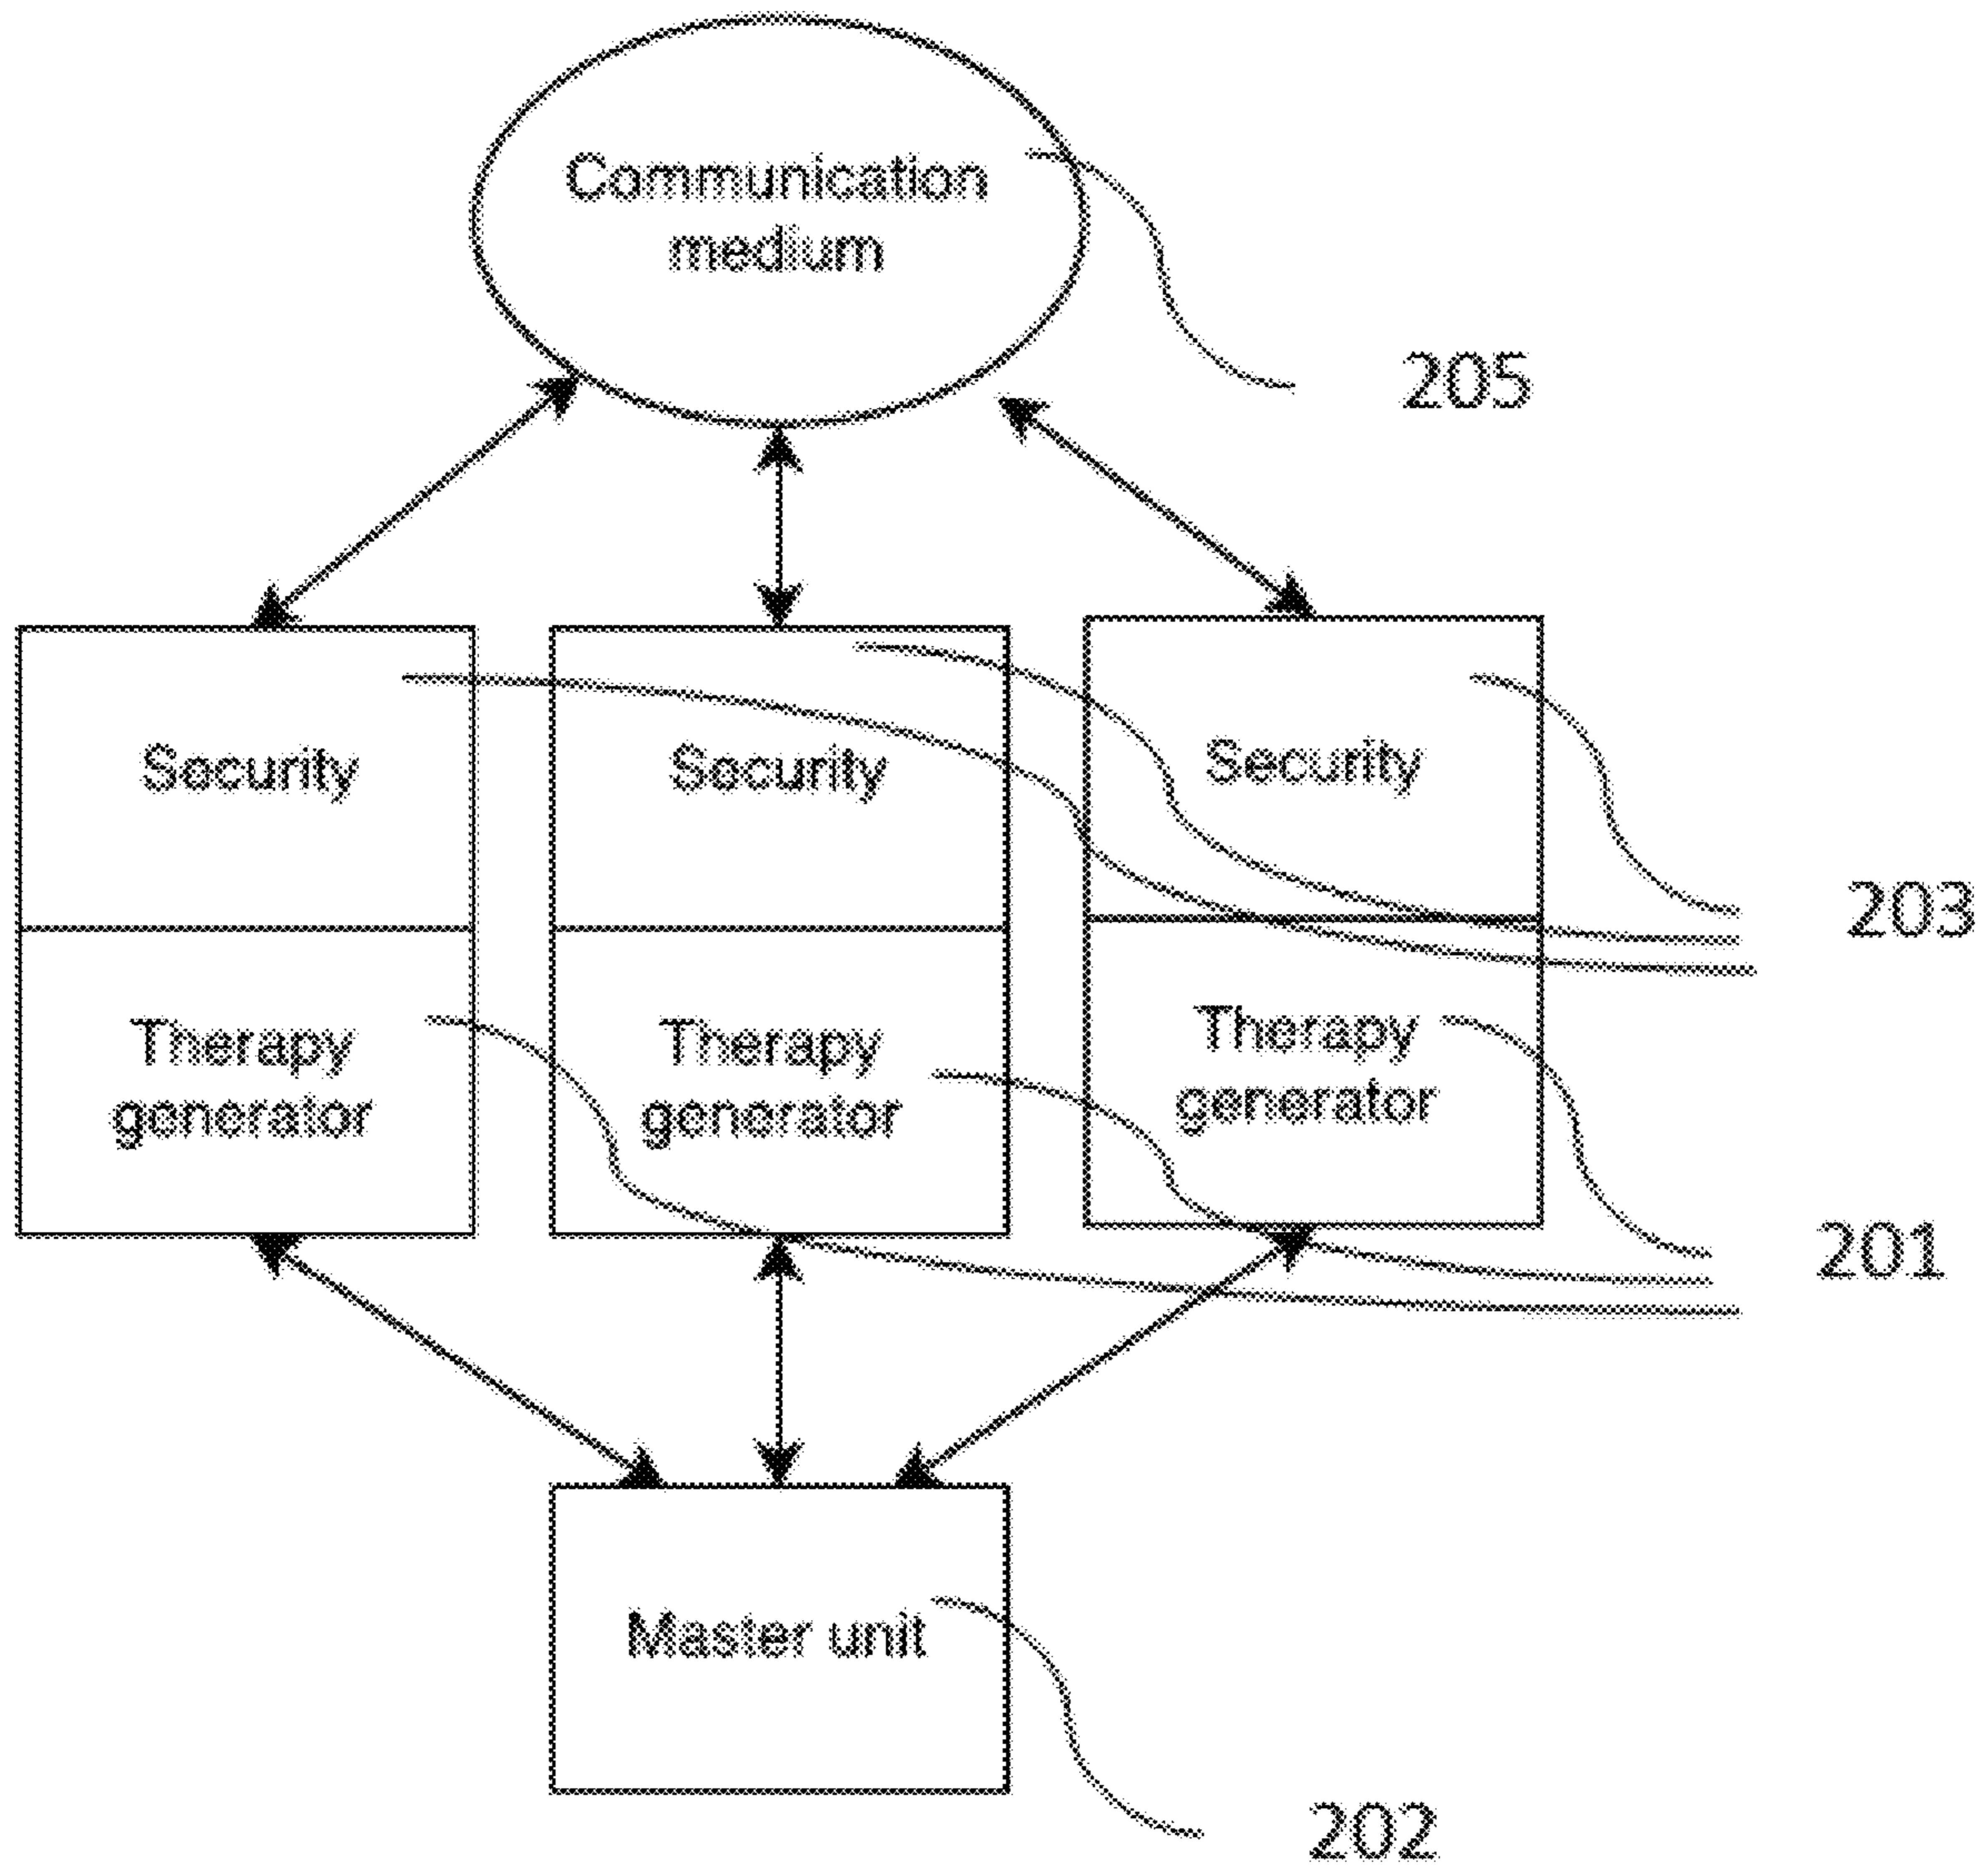 Communication
medium
205
Security
Security
Security
203
Therapy
generator
Therapy
generator
Therapy
generator
201
Master unit
202